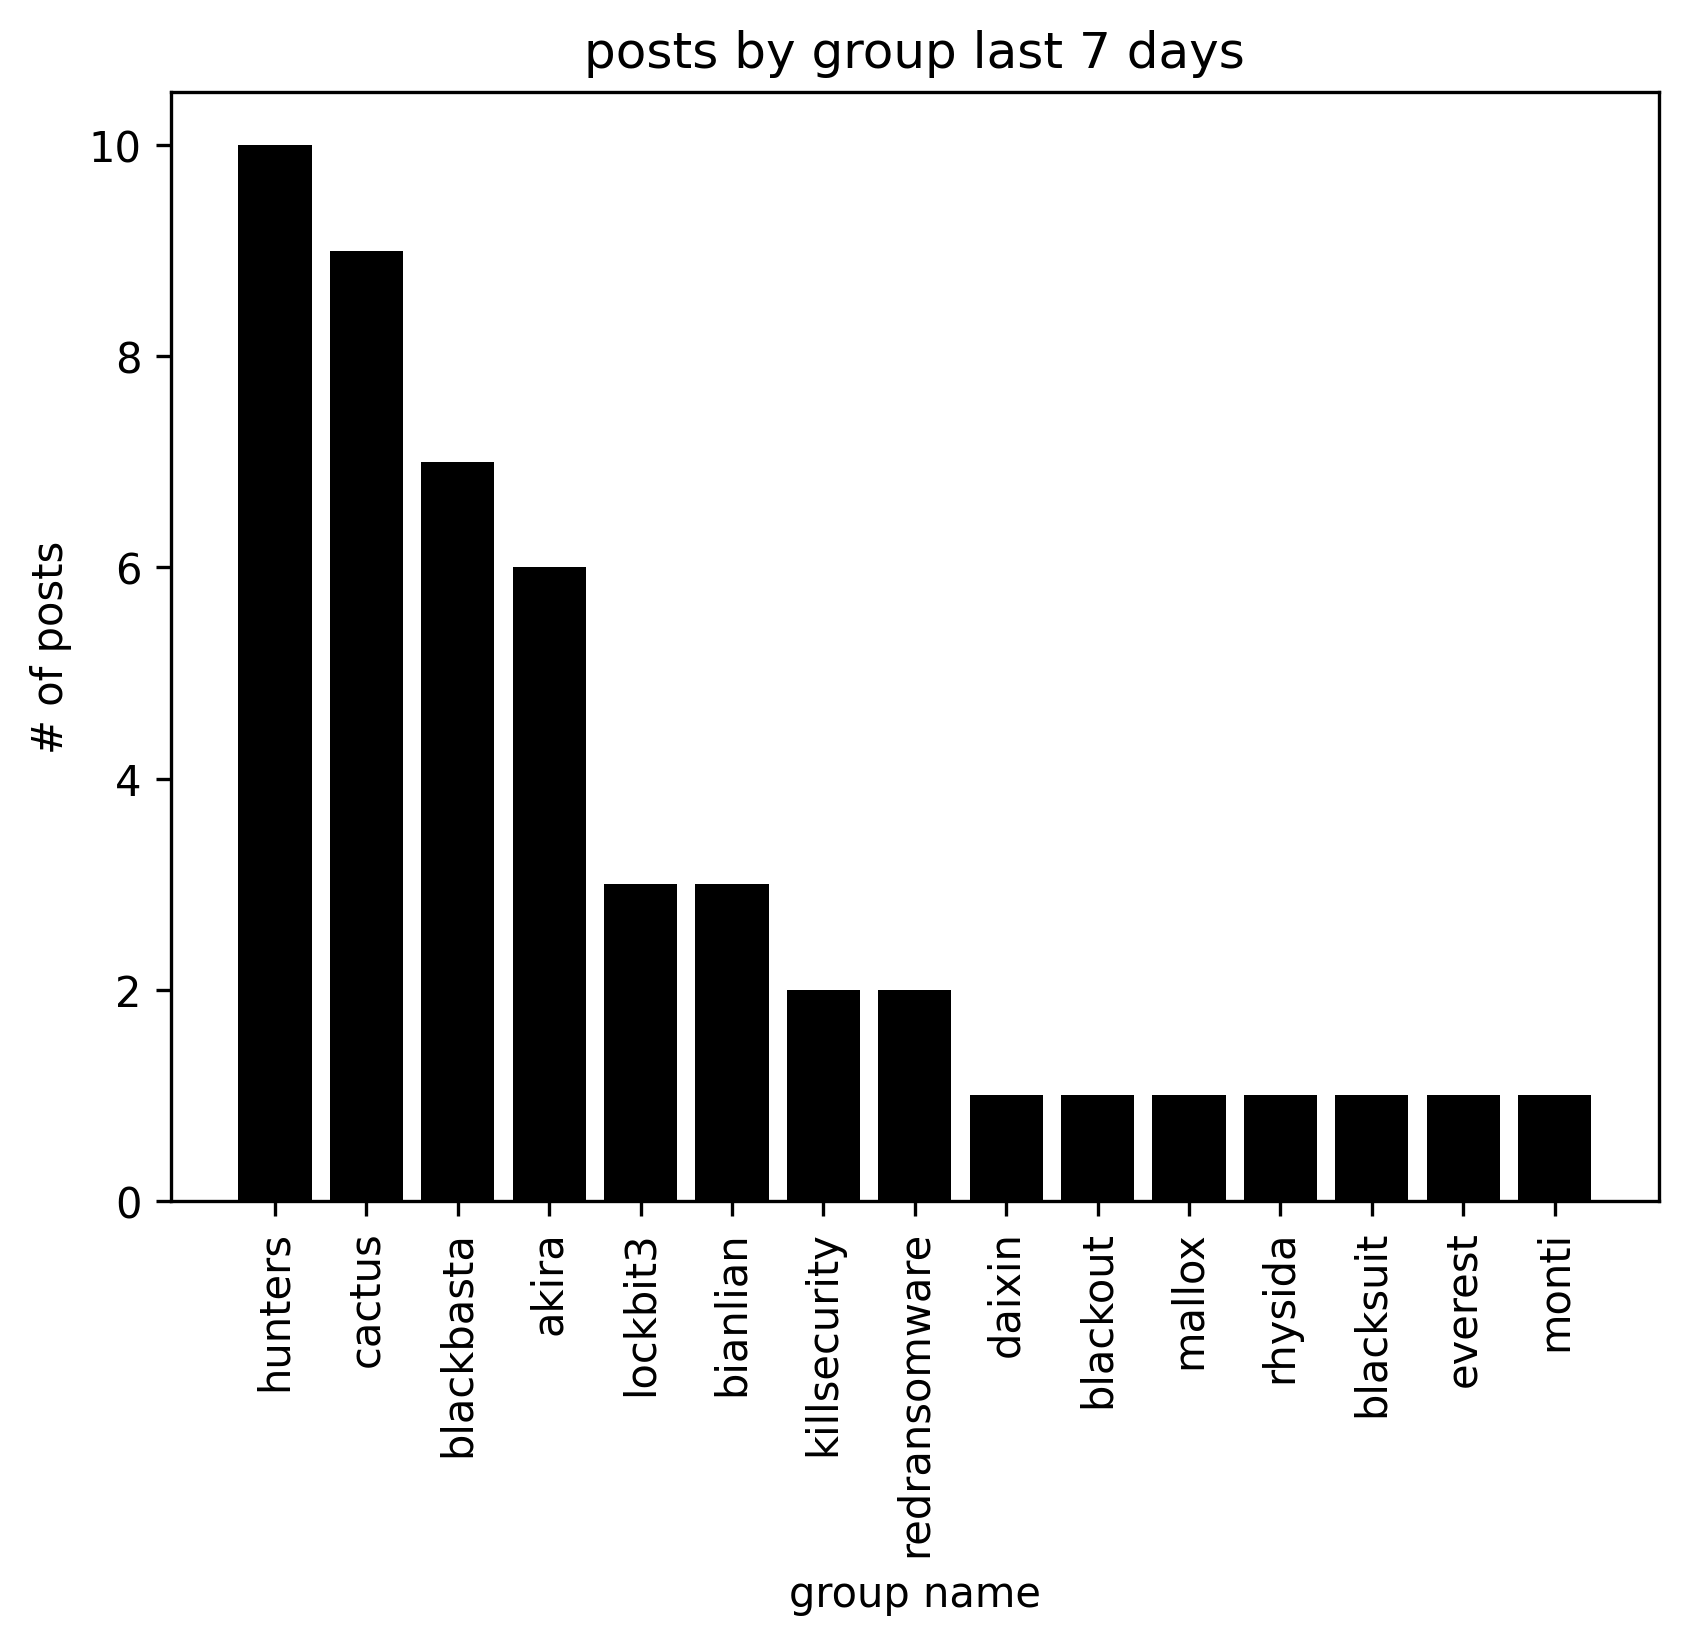 posts by group last 7 days
# of posts
10
8
6
4
2
0
hunters
cactus
blackbasta
akira
lockbit3
bianlian
killsecurity
redransomware
daixin
blackout
mallox
rhysida
blacksuit
everest
monti
group name